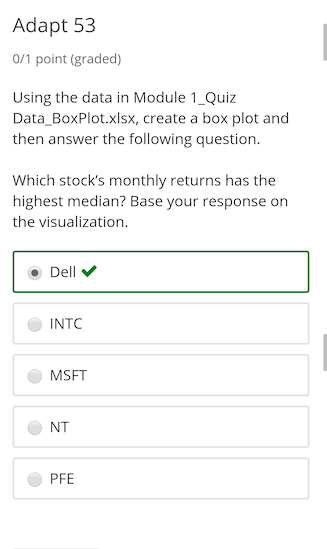 Adapt 53
0/1 point (graded)
Using the data in Module 1_Quiz
Data_BoxPlot.xlsx, create a box plot and
then answer the following question.
Which stock's monthly returns has the
highest median? Base your response on
the visualization.
Dell
INTC
MSFT
NT
PFE